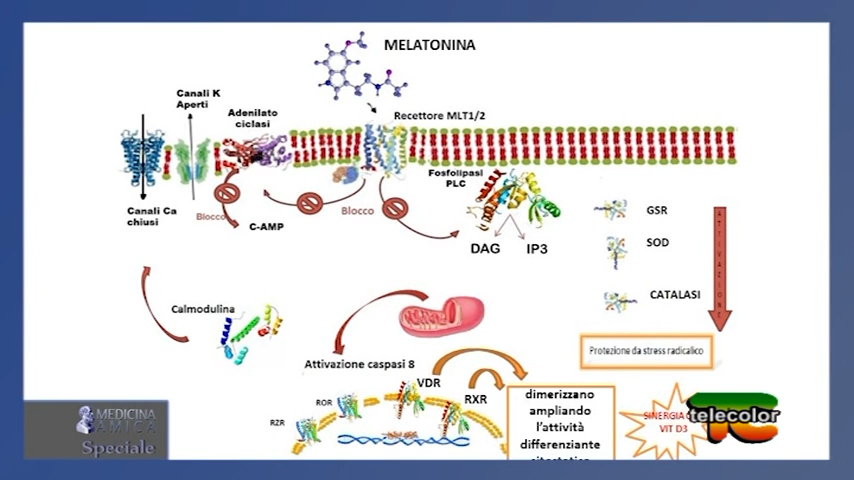 MELATONINA
Canali K
Aperti
Adenilato
ciclasi
Recettore MLT1/2
Fosfolipasi
PLC
Canali Ca
chiusi
Blocco
C-AMP
Blocco
DAG
IP3
GSR
SOD
CATALASI
ATTIVAZIONE
Calmodulina
Protezione da stress radicalico
Attivazione caspasi 8
VDR
RXR
ROR
RZR
dimerizzano
ampliando
l'attività
differenziante
SINERGIA
VIT D3
telecolor
MEDICINA
AMICA
Speciale